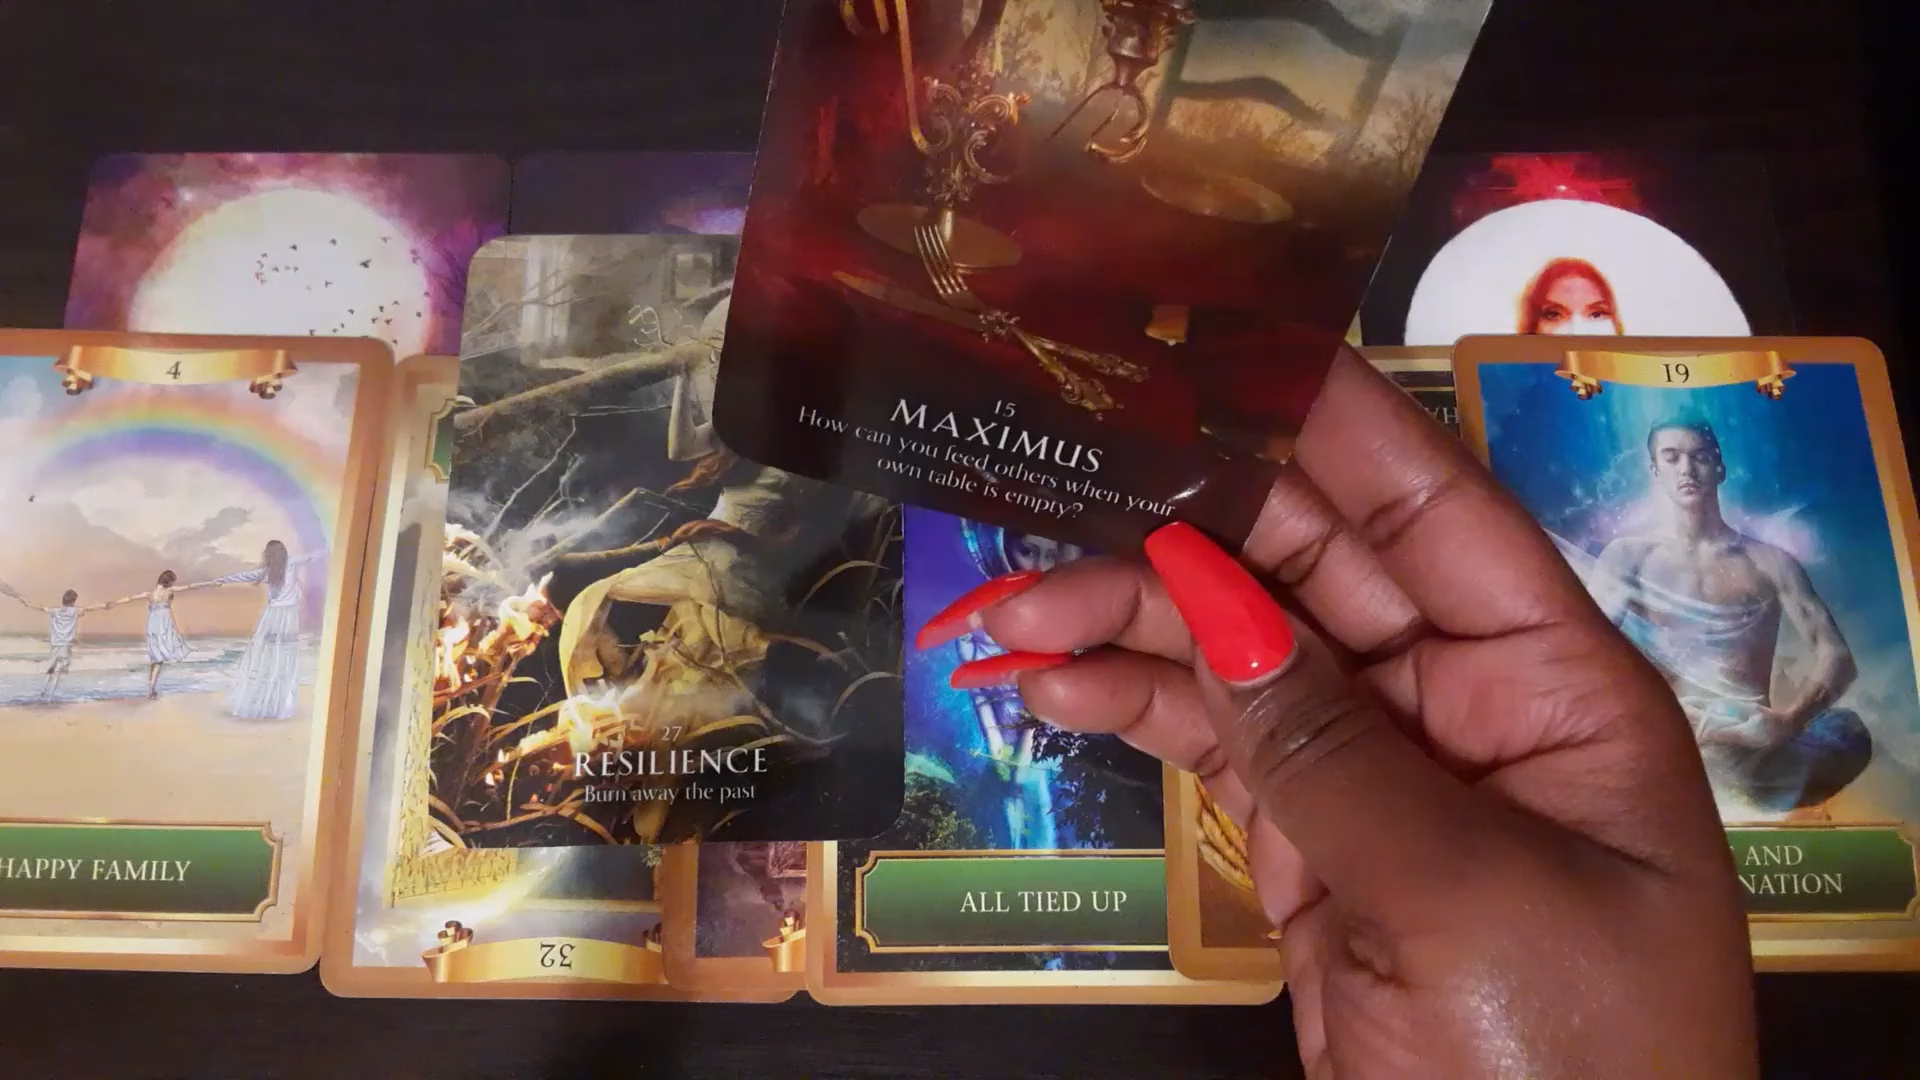 15
MAXIMUS
How can you feed others when your
own table is empty?
4
HAPPY FAMILY
27
RESILIENCE
Burn away the past
32
ALL TIED UP
19
AND
NATION